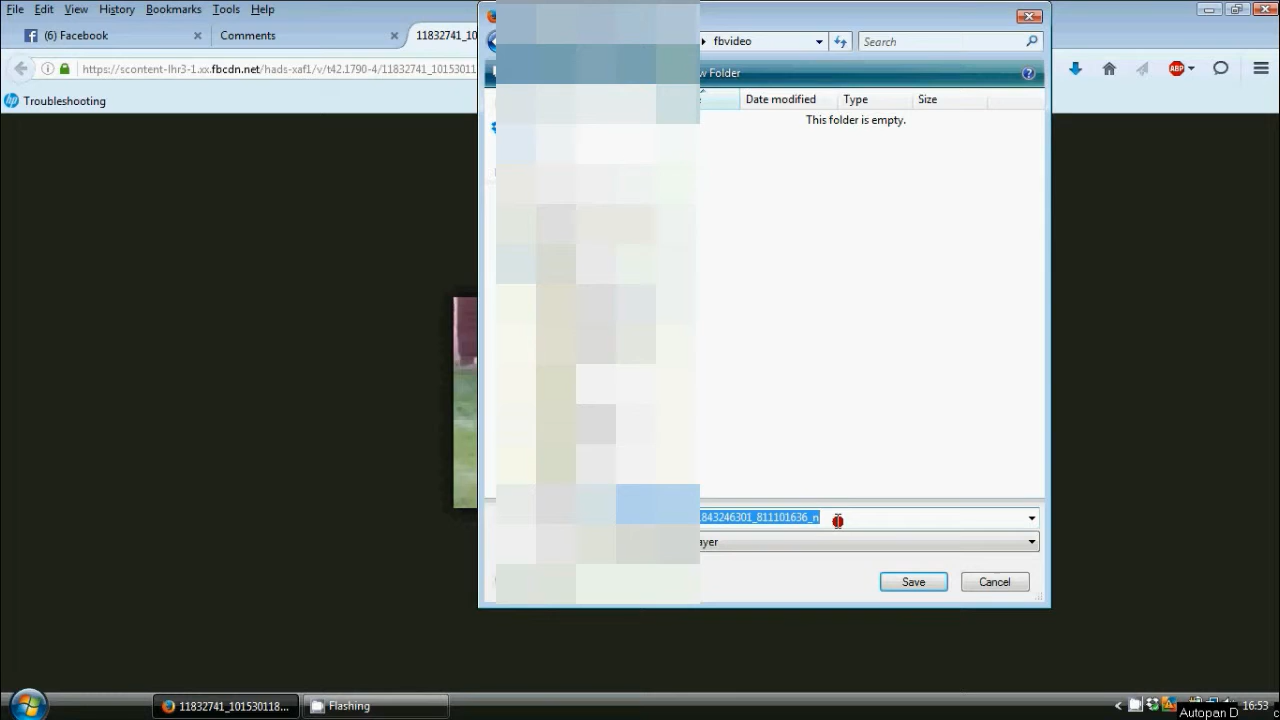 File Edit View History Bookmarks Tools Help
(6) Facebook
Comments
11832741_1015301
https://scontent-lhr3-1.xx.fbcdn.net/hads-xaf1/v/t42.1790-4/11832741_10153011
Troubleshooting
fbvideo
Search
w Folder
Date modified Type Size
This folder is empty.
843246301_811101636_n
ayer
Save Cancel
ABP
11832741_101530118...
Flashing
16:53
Autopan D